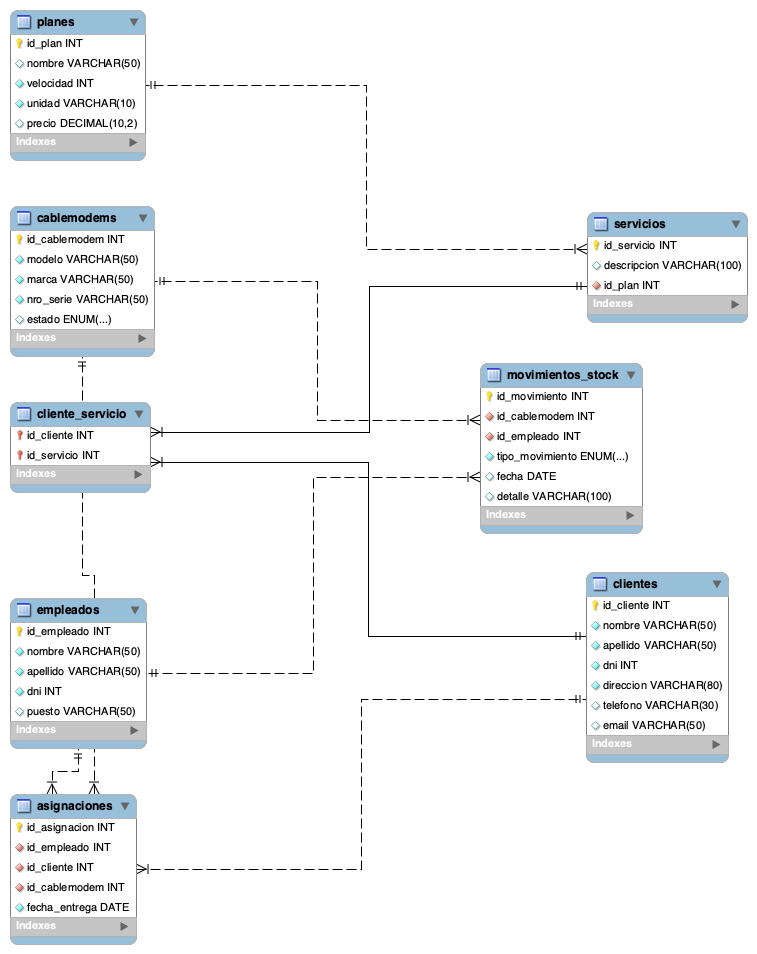 planes
id_plan INT
nombre VARCHAR(50)
velocidad INT
unidad VARCHAR(10)
precio DECIMAL(10,2)
Indexes
cablemodems
id_cablemodem INT
modelo VARCHAR(50)
marca VARCHAR(50)
nro_serie VARCHAR(50)
estado ENUM(...)
Indexes
servicios
id_servicio INT
descripcion VARCHAR(100)
id_plan INT
Indexes
movimientos_stock
id_movimiento INT
id_cablemodem INT
id_empleado INT
tipo_movimiento ENUM(...)
fecha DATE
detalle VARCHAR(100)
Indexes
cliente_servicio
id_cliente INT
id_servicio INT
Indexes
empleados
id_empleado INT
nombre VARCHAR(50)
apellido VARCHAR(50)
dni INT
puesto VARCHAR(50)
Indexes
clientes
id_cliente INT
nombre VARCHAR(50)
apellido VARCHAR(50)
dni INT
direccion VARCHAR(80)
telefono VARCHAR(30)
email VARCHAR(50)
Indexes
asignaciones
id_asignacion INT
id_empleado INT
id_cliente INT
id_cablemodem INT
fecha_entrega DATE
Indexes